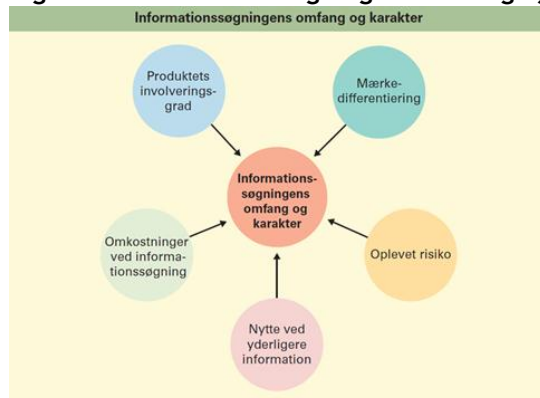 Informationssøgningens omfang og karakter
Produktets
involverings-
grad
Mærke-
differentiering
Informations-
søgningens
omfang og
karakter
Omkostninger
ved informa-
tionssøgning
Oplevet risiko
Nytte ved
yderligere
information